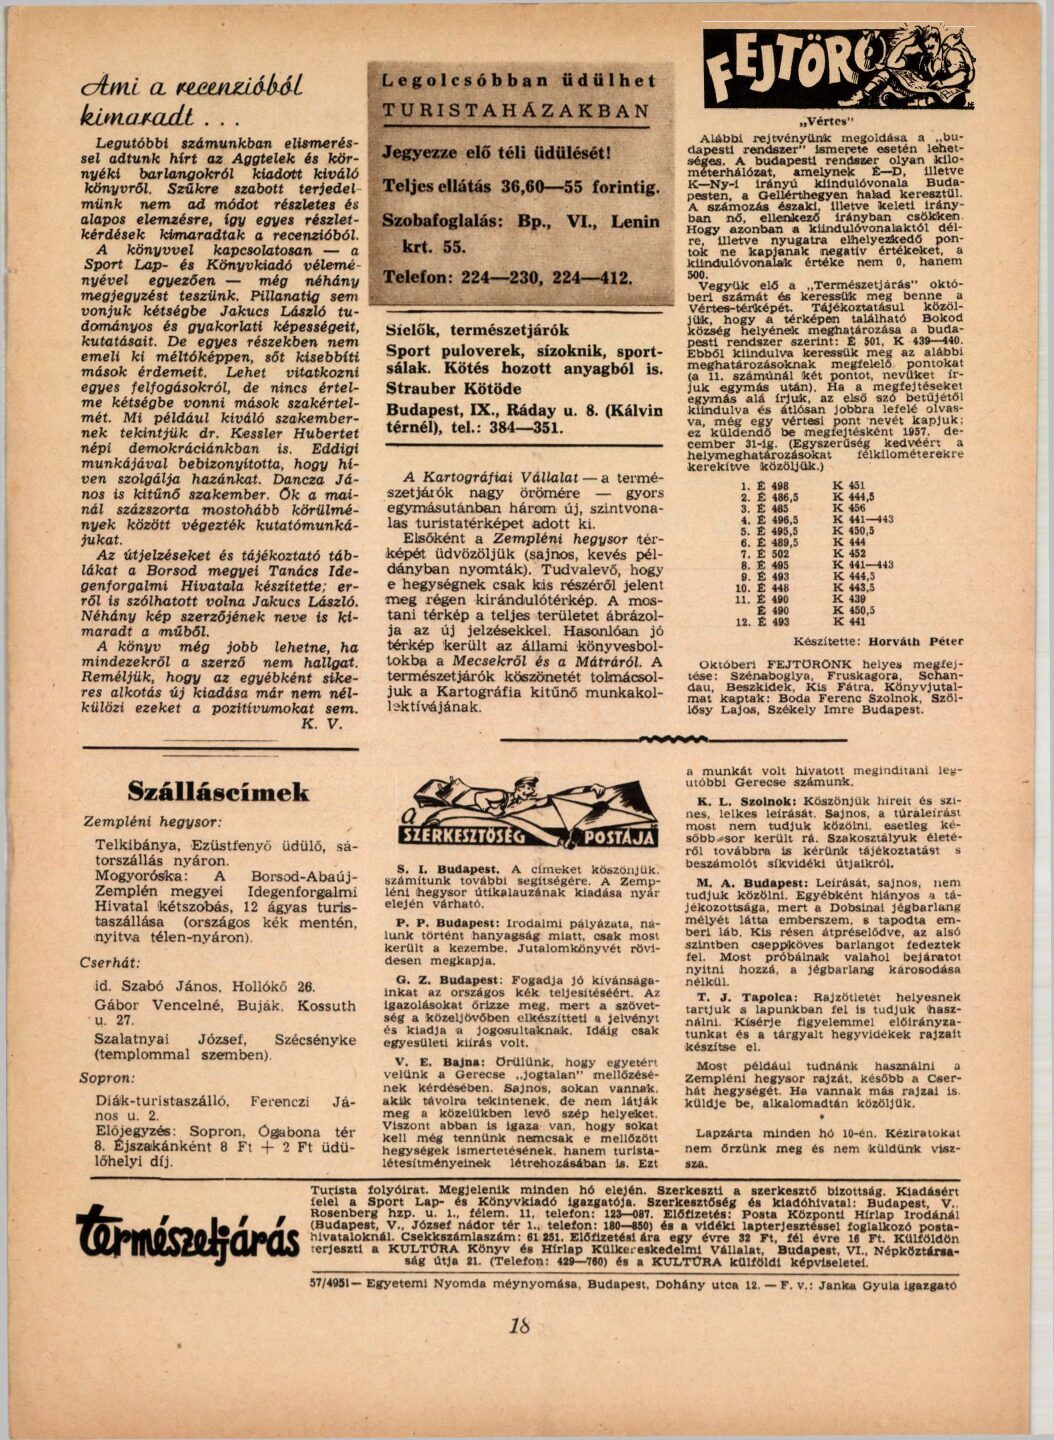 Ami a recenzióból
kimaradt . . .
Legutóbbi számunkban elismerés-
sel adtunk hírt az Aggtelek és kör-
nyéki barlangokról kiadott kiváló
könyvről. Szűkre szabott terjedel-
münk nem ad módot részletes és
alapos elemzésre, így egyes részlet-
kérdések kimaradtak a recenzióból.
A könyvvel kapcsolatosan — a
Sport Lap- és Könyvkiadó vélemé-
nyével egyezően — még néhány
megjegyzést teszünk. Pillanatig sem
vonjuk kétségbe Jakucs László tu-
dományos és gyakorlati képességeit,
kutatásait. De egyes részekben nem
emeli ki méltóképpen, sőt kisebbíti
mások érdemeit. Lehet vitatkozni
egyes felfogásokról, de nincs értel-
me kétségbe vonni mások szakértel-
mét. Mi például kiváló szakember-
nek tekintjük dr. Kessler Hubertet
népi demokráciánkban is. Eddigi
munkájával bebizonyította, hogy hí-
ven szolgálja hazánkat. Dancza Já-
nos is kitűnő szakember. Ők a mai-
nál százszorta mostohább körülmé-
nyek között végezték kutatómunká-
jukat.
Az útjelzéseket és tájékoztató táb-
lákat a Borsod megyei Tanács Ide-
genforgalmi Hivatala készítette; er-
ről is szólhatott volna Jakucs László.
Néhány kép szerzőjének neve is ki-
maradt a műből.
A könyv még jobb lehetne, ha
mindezekről a szerző nem hallgat.
Reméljük, hogy az egyébként sike-
res alkotás új kiadása már nem nél-
külözi ezeket a pozitívumokat sem.
K. V.
Legolcsóbban üdülhet
TURISTAHÁZAKBAN
Jegyezze elő téli üdülését!
Teljes ellátás 36,60—55 forintig.
Szobafoglalás: Bp., VI., Lenin
krt. 55.
Telefon: 224—230, 224—412.
Síelők, természetjárók
Sport puloverek, sízoknik, sport-
sálak. Kötés hozott anyagból is.
Strauber Kötöde
Budapest, IX., Ráday u. 8. (Kálvin
térnél), tel.: 384—351.
A Kartográfiai Vállalat — a termé-
szetjárók nagy örömére — gyors
egymásutánban három új, szintvona-
las turistatérképet adott ki.
Elsőként a Zempléni hegysor tér-
képét üdvözöljük (sajnos, kevés pél-
dányban nyomták). Tudvalevő, hogy
e hegységnek csak kis részéről jelent
meg régen kirándulótérkép. A mos-
tani térkép a teljes területet ábrázol-
ja az új jelzésekkel. Hasonlóan jó
térkép került az állami könyvesbol-
tokba a Mecsekről és a Mátráról. A
természetjárók köszönetét tolmácsol-
juk a Kartográfia kitűnő munkakol-
lektívájának.
FEJTÖRŐ
„Vértes”
Alábbi rejtvényünk megoldása a „bu-
dapesti rendszer” ismerete esetén lehet-
séges. A budapesti rendszer olyan kilo-
méterhálózat, amelynek É—D, illetve
K—Ny-i irányú kiindulóvonala Buda-
pesten, a Gellérthegyen halad keresztül.
A számozás északi, illetve keleti irány-
ban nő, ellenkező irányban csökken.
Hogy azonban a kiindulóvonalaktól dél-
re, illetve nyugatra elhelyezkedő pon-
tok ne kapjanak negatív értékeket, a
kiindulóvonalak értéke nem 0, hanem
500.
Vegyük elő a „Természetjárás” októ-
beri számát és keressük meg benne a
Vértes-térképét. Tájékoztatásul közöl-
jük, hogy a térképen található Bokod
község helyének meghatározása a buda-
pesti rendszer szerint: É 501, K 439—440.
Ebből kiindulva keressük meg az alábbi
meghatározásoknak megfelelő pontokat
(a 11. számúnál két pontot, nevüket ír-
juk egymás után). Ha a megfejtéseket
egymás alá írjuk, az első szó betűjétől
kiindulva és átlósan jobbra lefelé olvas-
va, még egy vértesi pont nevét kapjuk;
ez küldendő be megfejtésként 1957. de-
cember 31-ig. (Egyszerűség kedvéért a
helymeghatározásokat félkilométerekre
kerekítve közöljük.)
1. É 498 K 451
2. É 486,5 K 444,5
3. É 485 K 456
4. É 496,5 K 441—443
5. É 495,5 K 450,5
6. É 489,5 K 444
7. É 502 K 452
8. É 495 K 441—443
9. É 493 K 444,5
10. É 448 K 443,5
11. É 490 K 439
É 490 K 450,5
12. É 493 K 441
Készítette: Horváth Péter
Októberi FEJTÖRŐNK helyes megfej-
tése: Szénaboglya, Fruskagora, Schan-
dau, Beszkidek, Kis Fátra. Könyvjutal-
mat kaptak: Boda Ferenc Szolnok, Szől-
lősy Lajos, Székely Imre Budapest.
Szálláscímek
Zempléni hegysor:
Telkibánya, Ezüstfenyő üdülő, sá-
torszállás nyáron.
Mogyoróska: A Borsod-Abaúj-
Zemplén megyei Idegenforgalmi
Hivatal kétszobás, 12 ágyas turis-
taszállása (országos kék mentén,
nyitva télen-nyáron).
Cserhát:
id. Szabó János, Hollókő 26.
Gábor Vencelné, Buják, Kossuth
u. 27.
Szalatnyai József, Szécsényke
(templommal szemben).
Sopron:
Diák-turistaszálló, Ferenczi Já-
nos u. 2.
Előjegyzés: Sopron, Ógabona tér
8. Éjszakánként 8 Ft + 2 Ft üdü-
lőhelyi díj.
a
SZERKESZTŐSÉG POSTÁJA
S. I. Budapest. A címeket köszönjük,
számítunk további segítségére. A Zemp-
léni hegysor útikalauzának kiadása nyár
elején várható.
P. P. Budapest: Irodalmi pályázata, ná-
lunk történt hanyagság miatt, csak most
került a kezembe. Jutalomkönyvét rövi-
desen megkapja.
G. Z. Budapest: Fogadja jó kívánsága-
inkat az országos kék teljesítéséért. Az
igazolásokat őrizze meg, mert a szövet-
ség a közeljövőben elkészítteti a jelvényt
és kiadja a jogosultaknak. Idáig csak
egyesületi kiírás volt.
V. E. Bajna: Örülünk, hogy egyetért
velünk a Gerecse „jogtalan” mellőzésé-
nek kérdésében. Sajnos, sokan vannak,
akik távolra tekintenek, de nem látják
meg a közelükben levő szép helyeket.
Viszont abban is igaza van, hogy sokat
kell még tennünk nemcsak e mellőzött
hegységek ismertetésének, hanem turista-
létesítményeinek létrehozásában is. Ezt
a munkát volt hivatott megindítani leg-
utóbbi Gerecse számunk.
K. L. Szolnok: Köszönjük híreit és szí-
nes, lelkes leírását. Sajnos, a túraleírást
most nem tudjuk közölni, esetleg ké-
sőbb sor került rá. Szakosztályuk életé-
ről továbbra is kérünk tájékoztatást s
beszámolót síkvidéki útjaikról.
M. A. Budapest: Leírását, sajnos, nem
tudjuk közölni. Egyébként hiányos a tá-
jékozottsága, mert a Dobsinai jégbarlang
mélyét látta emberszem, s tapodta em-
beri láb. Kis résen átpréselődve, az alsó
szintben cseppköves barlangot fedeztek
fel. Most próbálnak valahol bejáratot
nyitni hozzá, a jégbarlang károsodása
nélkül.
T. J. Tapolca: Rajzötletét helyesnek
tartjuk s lapunkban fel is tudjuk hasz-
nálni. Kísérje figyelemmel előirányza-
tunkat és a tárgyalt hegyvidékek rajzait
készítse el.
Most például tudnánk használni a
Zempléni hegysor rajzát, később a Cser-
hát hegységét. Ha vannak más rajzai is,
küldje be, alkalomadtán közöljük.
*
Lapzárta minden hó 10-én. Kéziratokat
nem őrzünk meg és nem küldünk visz-
sza.
természetjárás
Turista folyóirat. Megjelenik minden hó elején. Szerkeszti a szerkesztő bizottság. Kiadásért
felel a Sport Lap- és Könyvkiadó igazgatója. Szerkesztőség és kiadóhivatal: Budapest, V.,
Rosenberg hzp. u. 1., félem. 11, telefon: 123—087. Előfizetés: Posta Központi Hírlap Irodánál
(Budapest, V., József nádor tér 1., telefon: 180—850) és a vidéki lapterjesztéssel foglalkozó posta-
hivataloknál. Csekkszámlaszám: 61 251. Előfizetési ára egy évre 32 Ft, fél évre 16 Ft. Külföldön
terjeszti a KULTÚRA Könyv és Hírlap Külkereskedelmi Vállalat, Budapest, VI., Népköztársa-
ság útja 21. (Telefon: 429—760) és a KULTÚRA külföldi képviseletei.
57/4951— Egyetemi Nyomda méynyomása, Budapest, Dohány utca 12. — F. v.: Janka Gyula igazgató
18